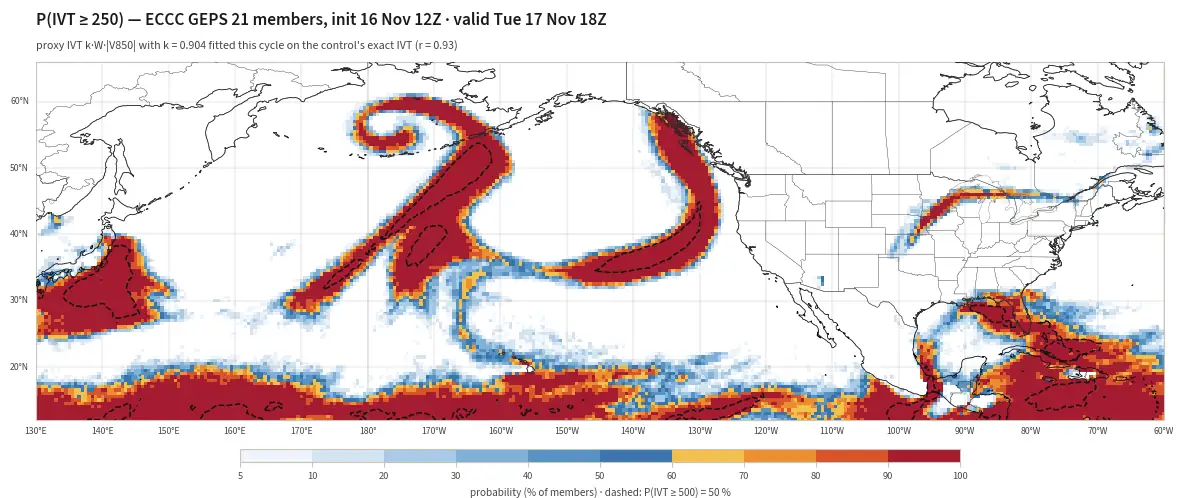 P(IVT ≥ 250) — ECCC GEPS 21 members, init 16 Nov 12Z · valid Tue 17 Nov 18Z
proxy IVT k·W·|V850| with k = 0.904 fitted this cycle on the control's exact IVT (r = 0.93)
60°N
50°N
40°N
30°N
20°N
130°E 140°E 150°E 160°E 170°E 180° 170°W 160°W 150°W 140°W 130°W 120°W 110°W 100°W 90°W 80°W 70°W 60°W
5 10 20 30 40 50 60 70 80 90 100
probability (% of members) · dashed: P(IVT ≥ 500) = 50 %